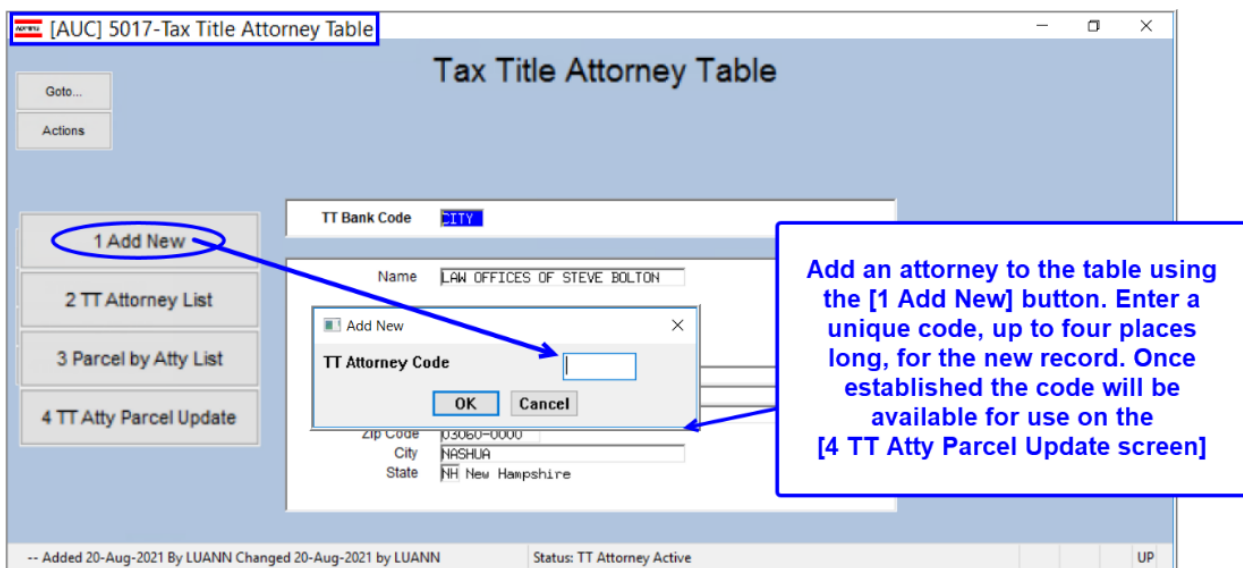 [AUC] 5017-Tax Title Attorney Table
Tax Title Attorney Table
Goto...
Actions
1 Add New
2 TT Attorney List
3 Parcel by Atty List
4 TT Atty Parcel Update
TT Bank Code CITY
Name LAW OFFICES OF STEVE BOLTON
Add New
TT Attorney Code
OK Cancel
Zip Code 03060-0000
City NASHUA
State NH New Hampshire
Add an attorney to the table using
the [1 Add New] button. Enter a
unique code, up to four places
long, for the new record. Once
established the code will be
available for use on the
[4 TT Atty Parcel Update screen]
-- Added 20-Aug-2021 By LUANN Changed 20-Aug-2021 by LUANN Status: TT Attorney Active UP